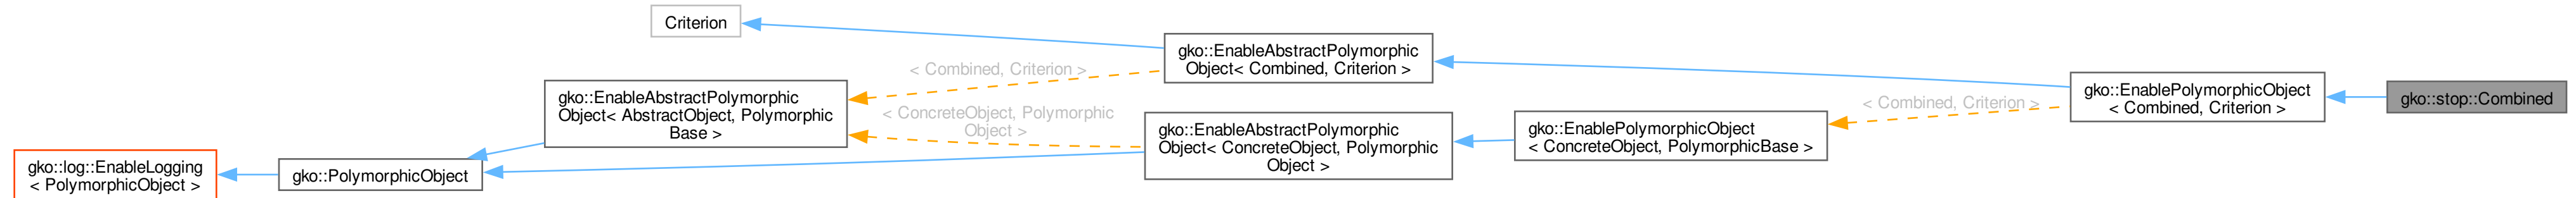 Criterion
gko::EnableAbstractPolymorphic
Object< Combined, Criterion >
< Combined, Criterion >
gko::EnableAbstractPolymorphic
Object< AbstractObject, Polymorphic
Base >
< ConcreteObject, Polymorphic
Object >
gko::EnableAbstractPolymorphic
Object< ConcreteObject, Polymorphic
Object >
gko::EnablePolymorphicObject
< ConcreteObject, PolymorphicBase >
< Combined, Criterion >
gko::EnablePolymorphicObject
< Combined, Criterion >
gko::stop::Combined
gko::log::EnableLogging
< PolymorphicObject >
gko::PolymorphicObject